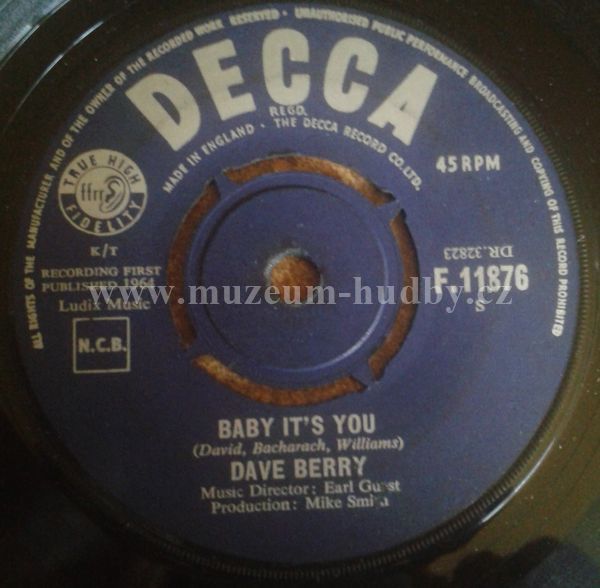 ALL RIGHTS OF THE MANUFACTURER AND OF THE OWNER OF THE RECORDED WORK RESERVED · UNAUTHORISED PUBLIC PERFORMANCE BROADCASTING AND COPYING OF THIS RECORD PROHIBITED
DECCA
REGD.
MADE IN ENGLAND · THE DECCA RECORD CO. LTD.
TRUE HIGH
ffrr
FIDELITY
45 RPM
K/T
RECORDING FIRST
PUBLISHED 1964
Ludix Music
N.C.B.
DR.32823
F.11876
S
www.muzeum-hudby.cz
BABY IT'S YOU
(David, Bacharach, Williams)
DAVE BERRY
Music Director: Earl Guest
Production: Mike Smith